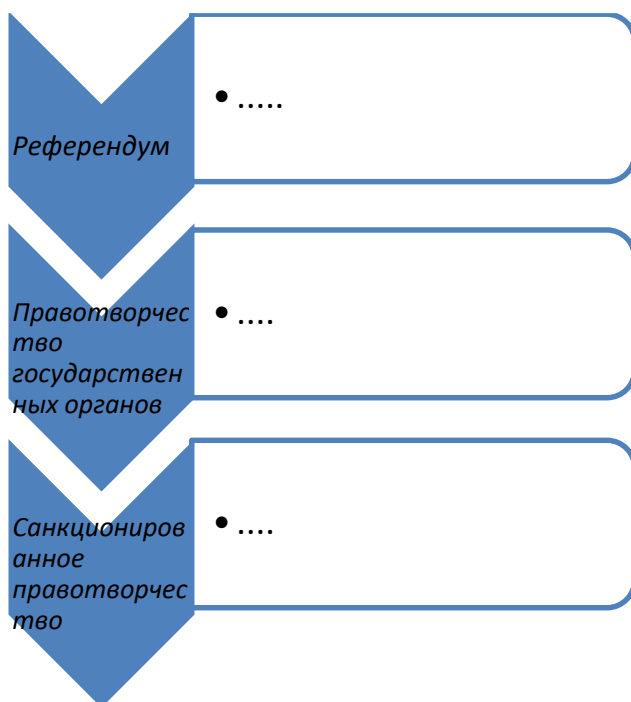 Референдум
• .....
Правотворчес
тво
государствен
ных органов
• ....
Санкциониров
анное
правотворчес
тво
• ....